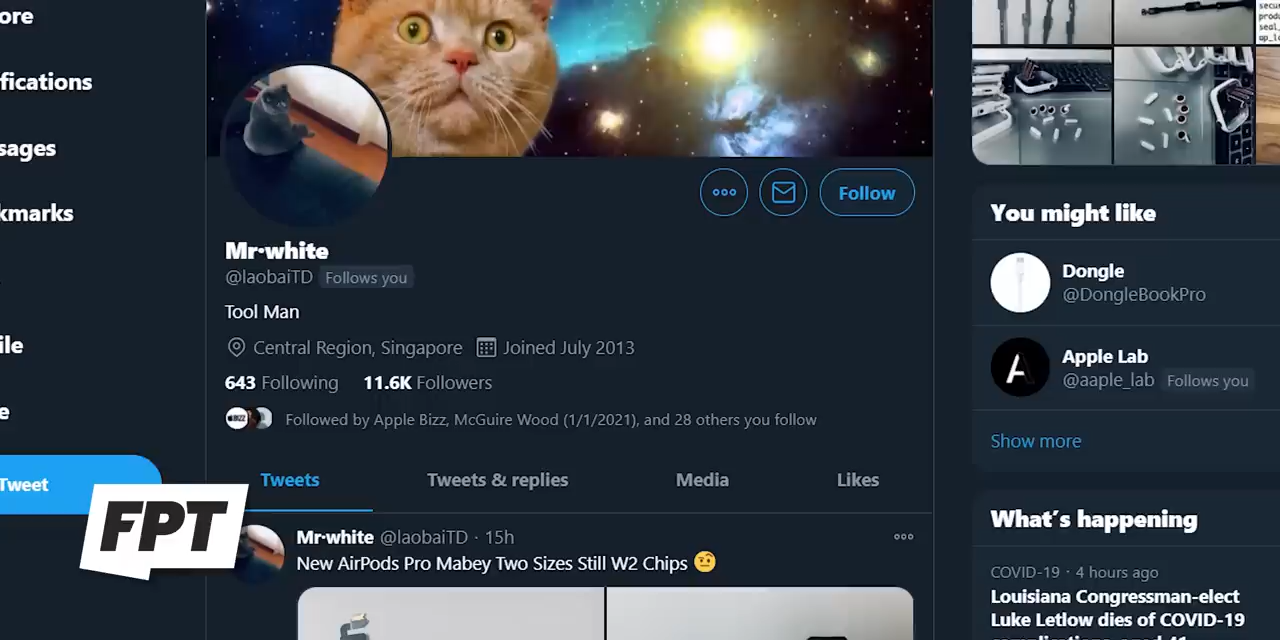 ore
fications
sages
kmarks
ile
e
Tweet
FPT
Follow
Mr·white
@laobaiTD Follows you
Tool Man
Central Region, Singapore Joined July 2013
643 Following 11.6K Followers
Followed by Apple Bizz, McGuire Wood (1/1/2021), and 28 others you follow
Tweets Tweets & replies Media Likes
Mr·white @laobaiTD · 15h
New AirPods Pro Mabey Two Sizes Still W2 Chips 🤨
secur
produ
seal,
You might like
Dongle
@DongleBookPro
Apple Lab
@aaple_lab Follows you
Show more
What's happening
COVID-19 · 4 hours ago
Louisiana Congressman-elect
Luke Letlow dies of COVID-19